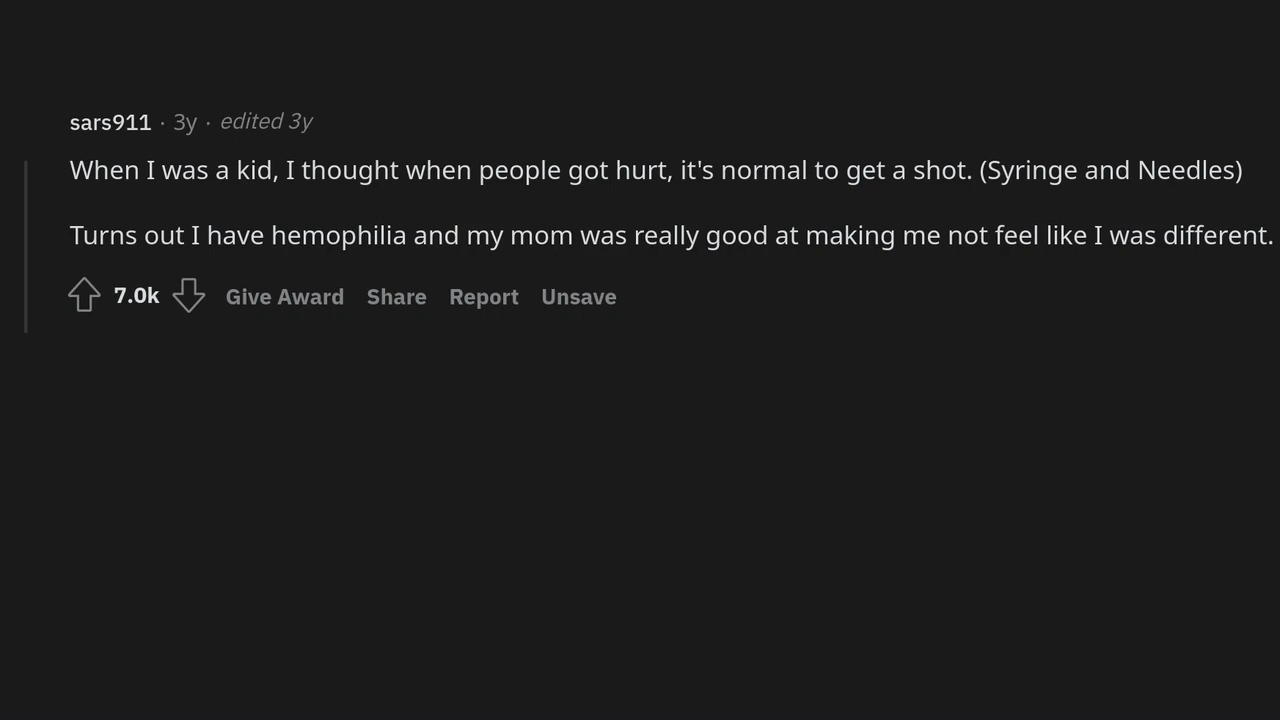 sars911 · 3y · edited 3y
When I was a kid, I thought when people got hurt, it's normal to get a shot. (Syringe and Needles)
Turns out I have hemophilia and my mom was really good at making me not feel like I was different.
7.0k Give Award Share Report Unsave